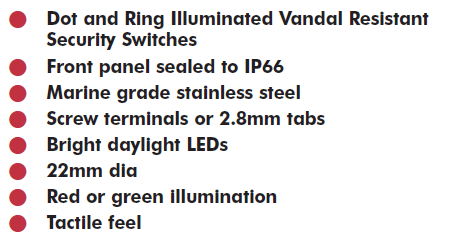 Dot and Ring Illuminated Vandal Resistant
Security Switches
Front panel sealed to IP66
Marine grade stainless steel
Screw terminals or 2.8mm tabs
Bright daylight LEDs
22mm dia
Red or green illumination
Tactile feel